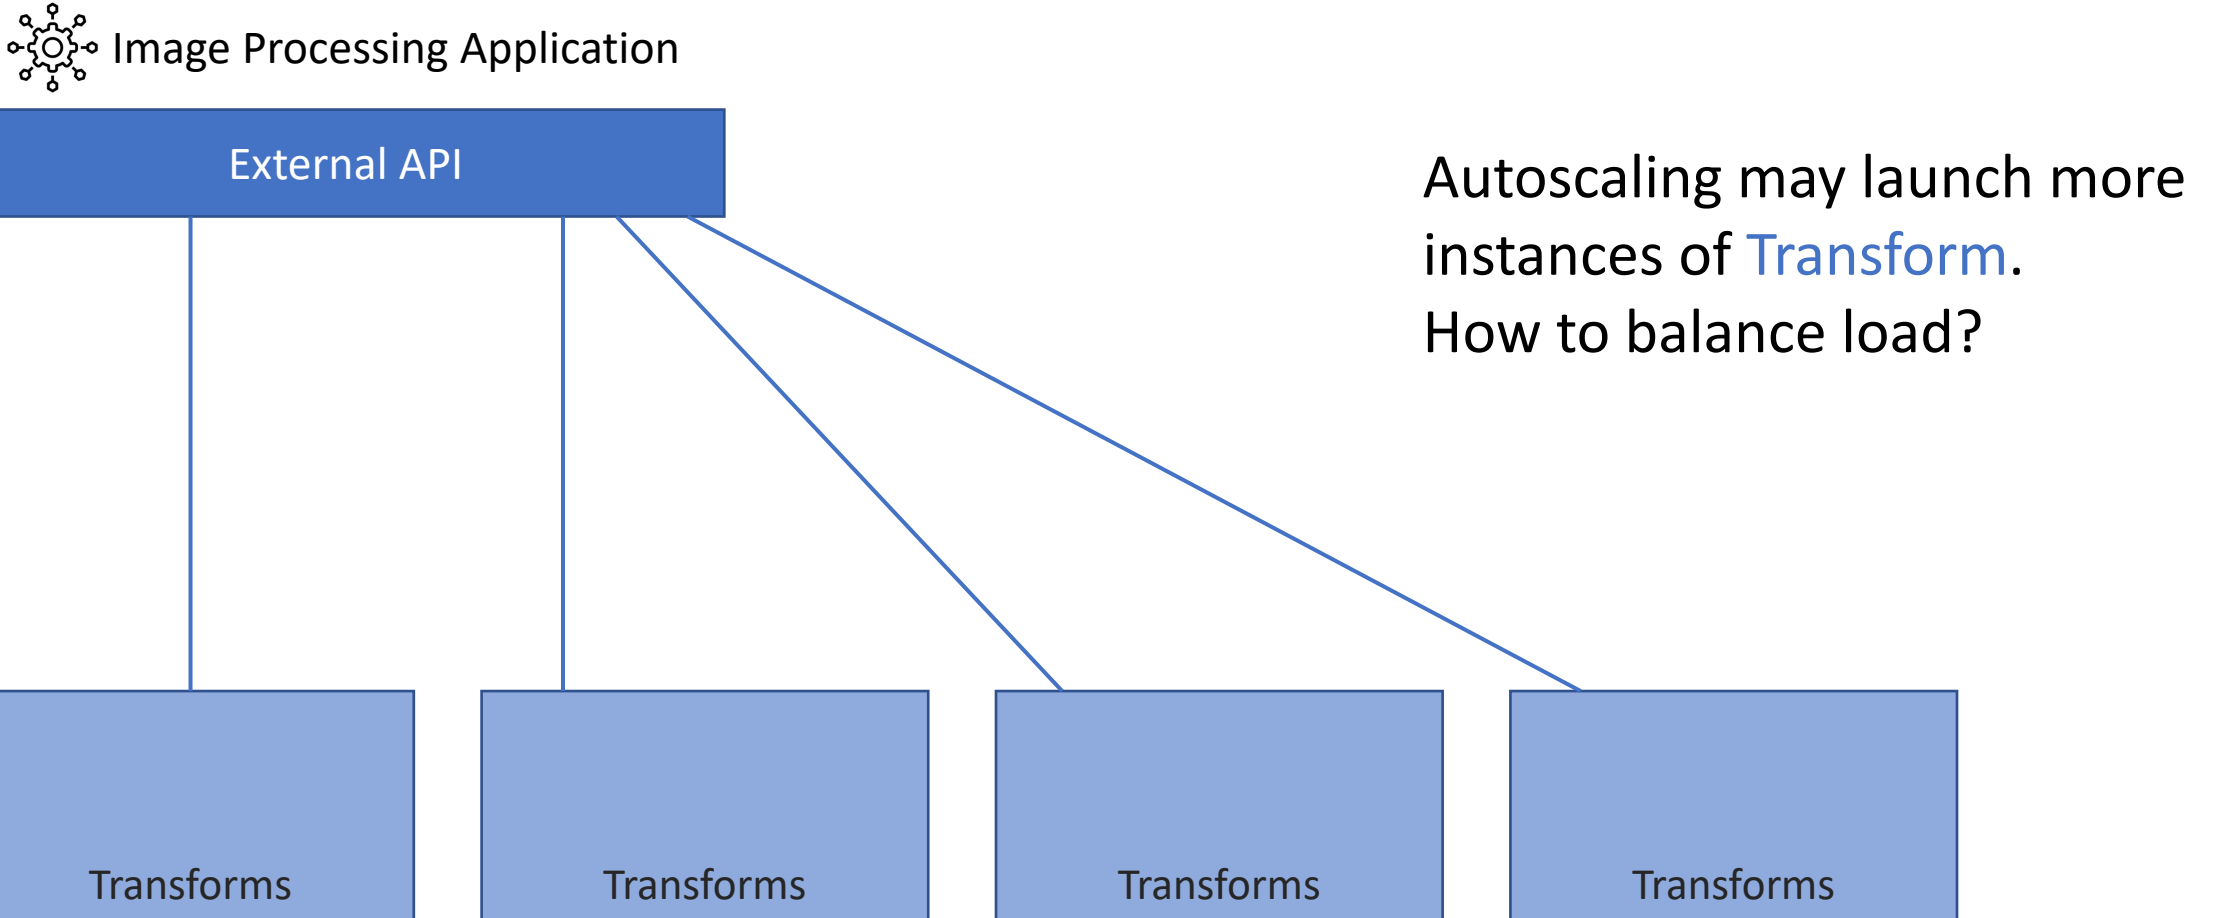 Image Processing Application
External API
Autoscaling may launch more
instances of Transform.
How to balance load?
Transforms
Transforms
Transforms
Transforms